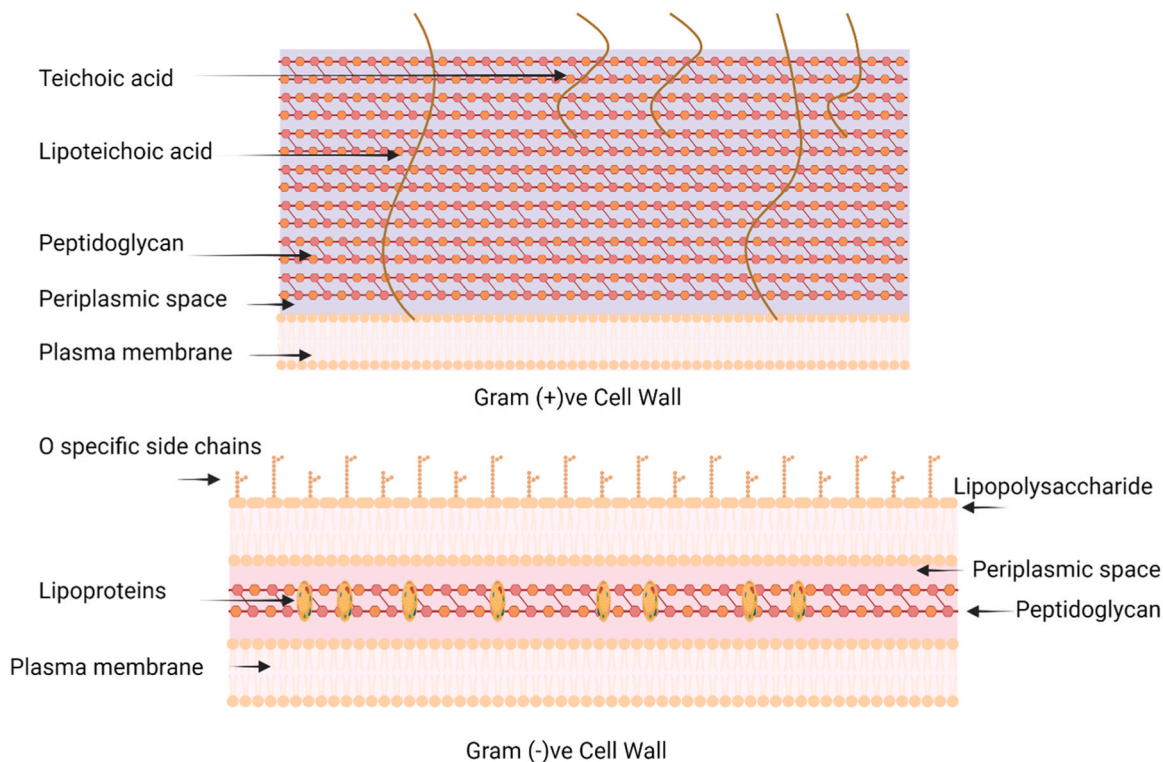 Teichoic acid
Lipoteichoic acid
Peptidoglycan
Periplasmic space
Plasma membrane
Gram (+)ve Cell Wall
O specific side chains
Lipopolysaccharide
Periplasmic space
Lipoproteins
Peptidoglycan
Plasma membrane
Gram (-)ve Cell Wall